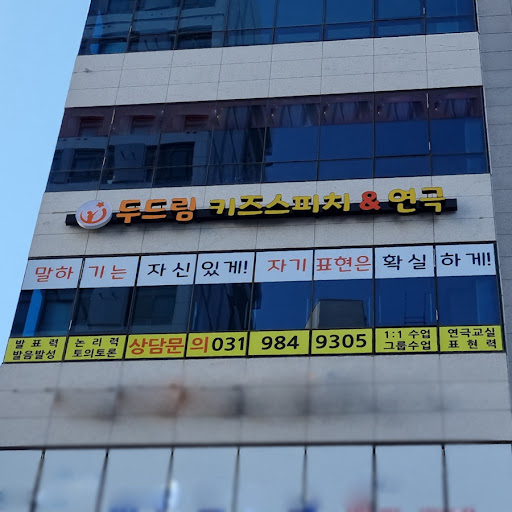 두드림 키즈스피치 & 연극
말하기는 자신있게! 자기표현은 확실하게!
발표력 논리력 상담문의 031 984 9305 1:1 수업 연극교실
발음발성 토의토론 그룹수업 표현력